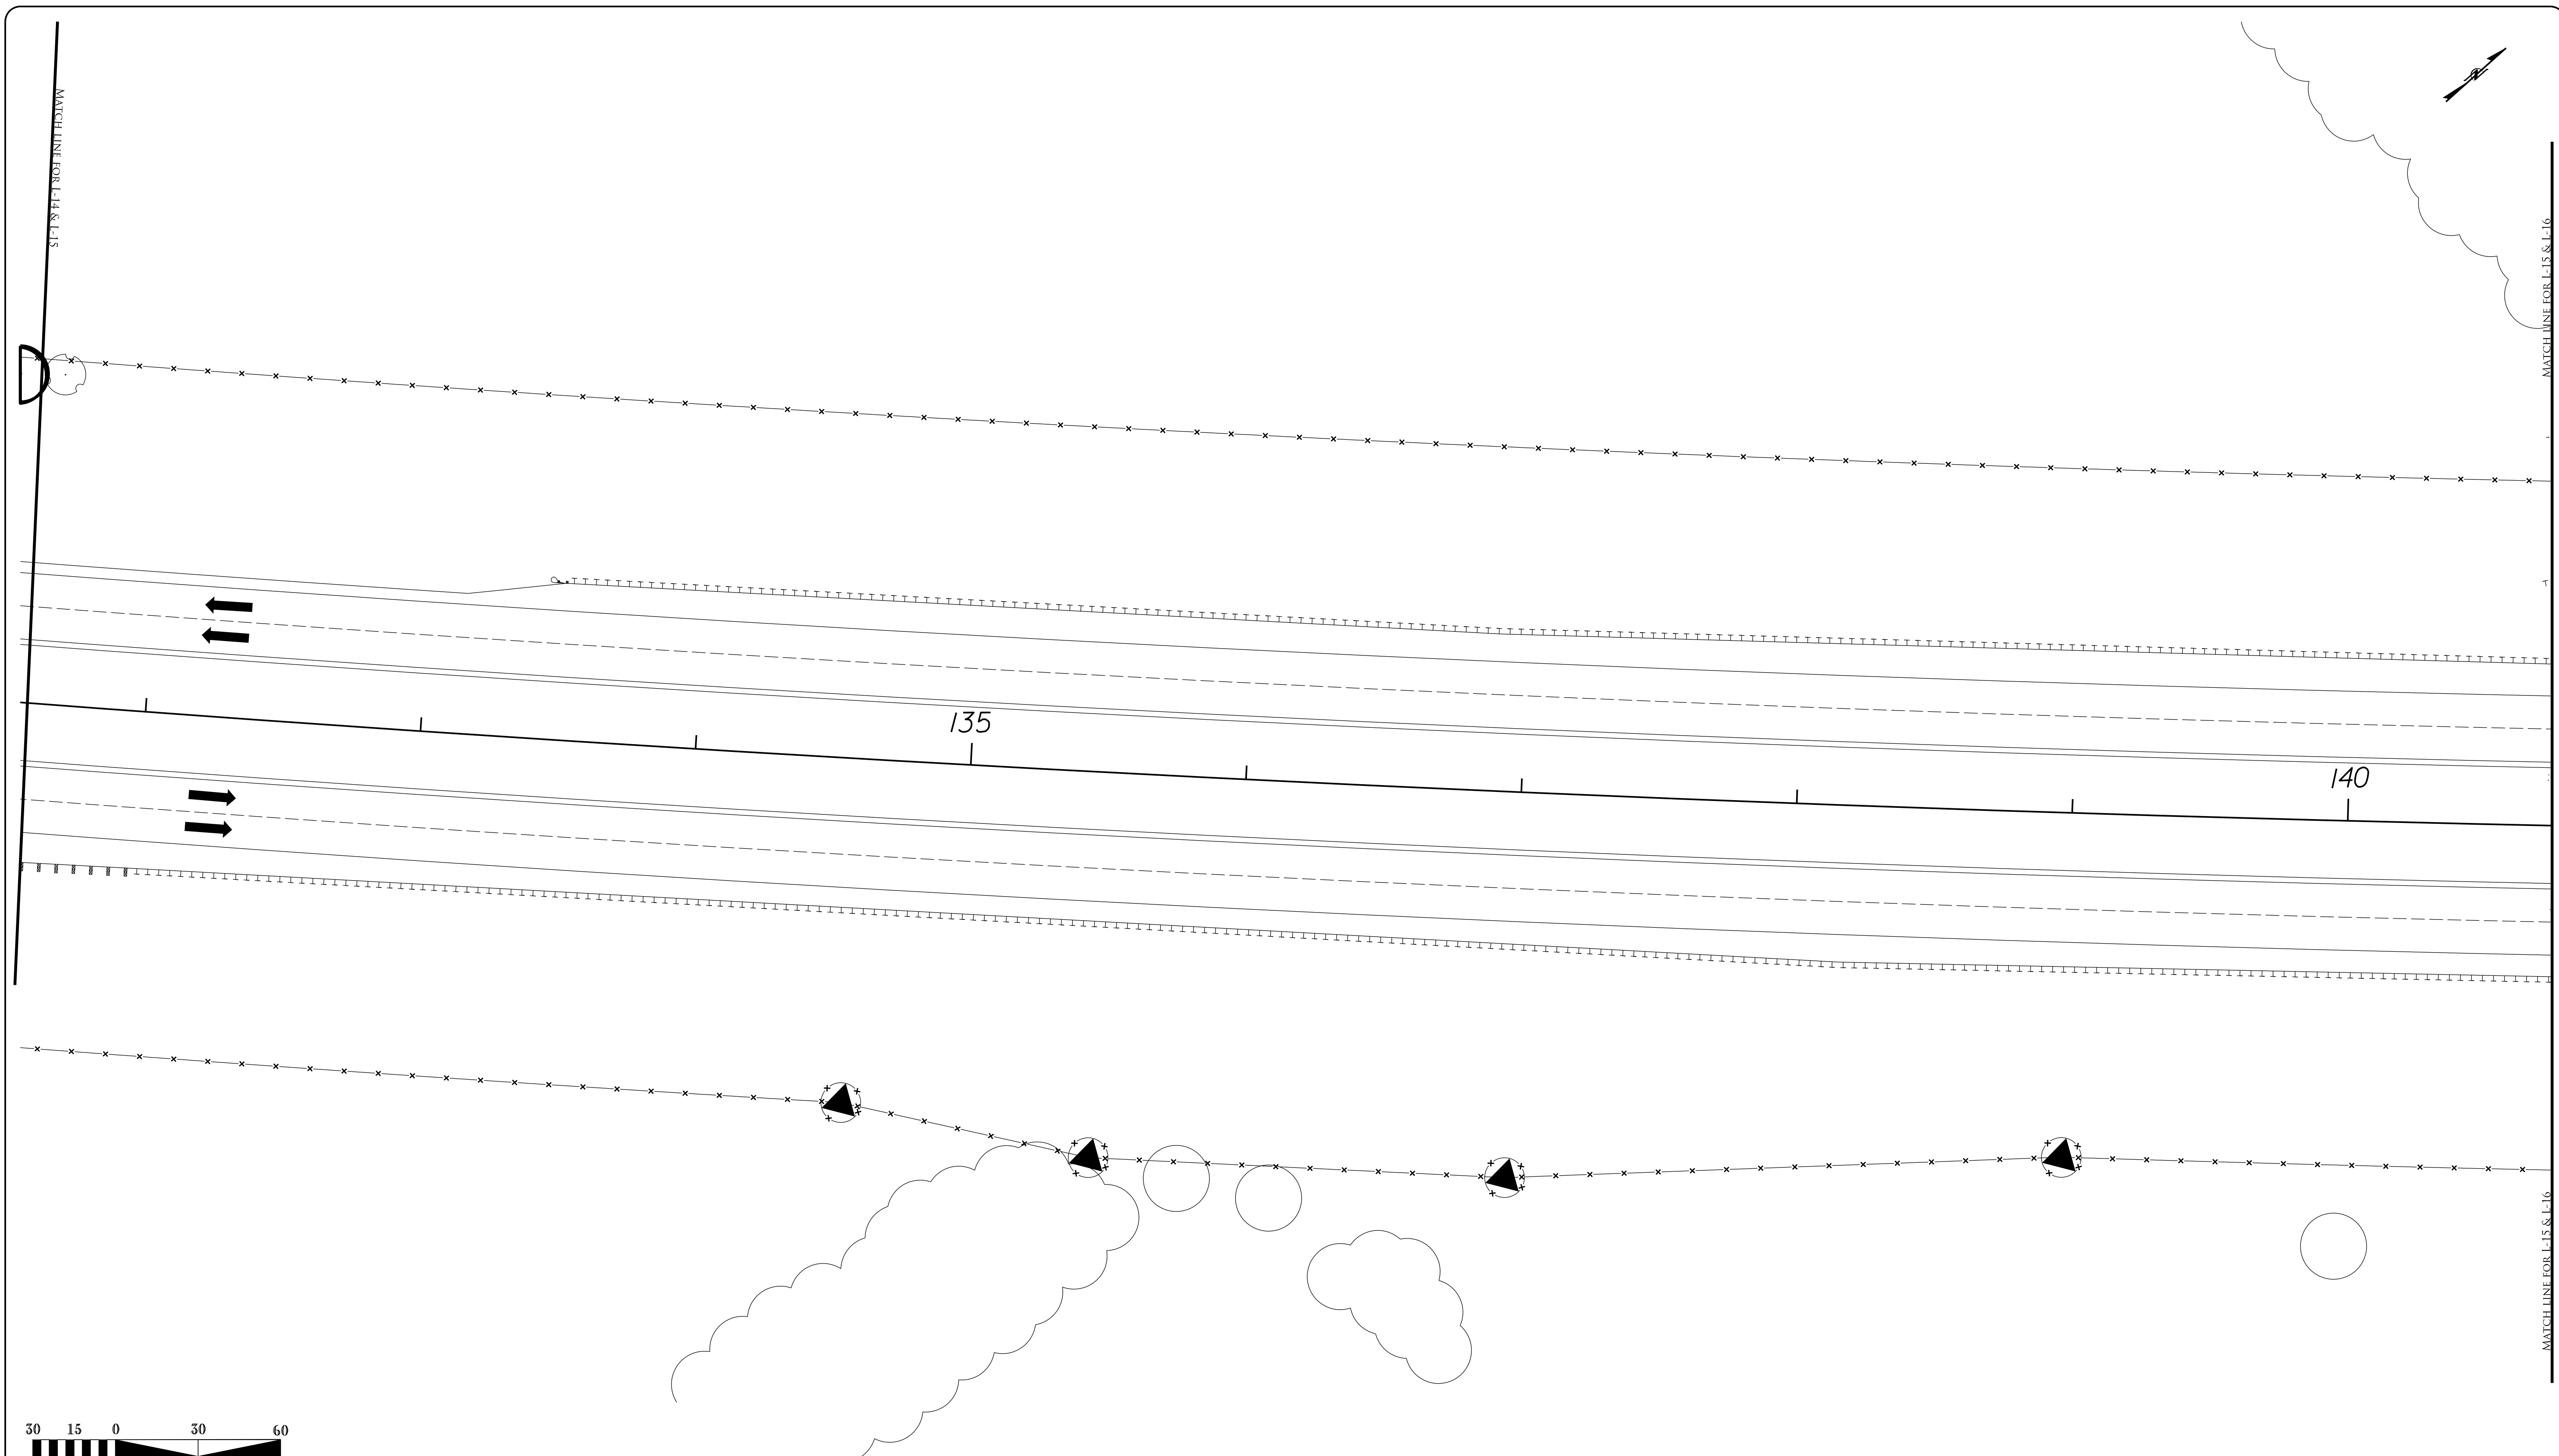 MATCH LINE FOR L-14 & L-15
MATCH LINE FOR L-15 & L-16
135
140
MATCH LINE FOR L-15 & L-16
30 15 0 30 60